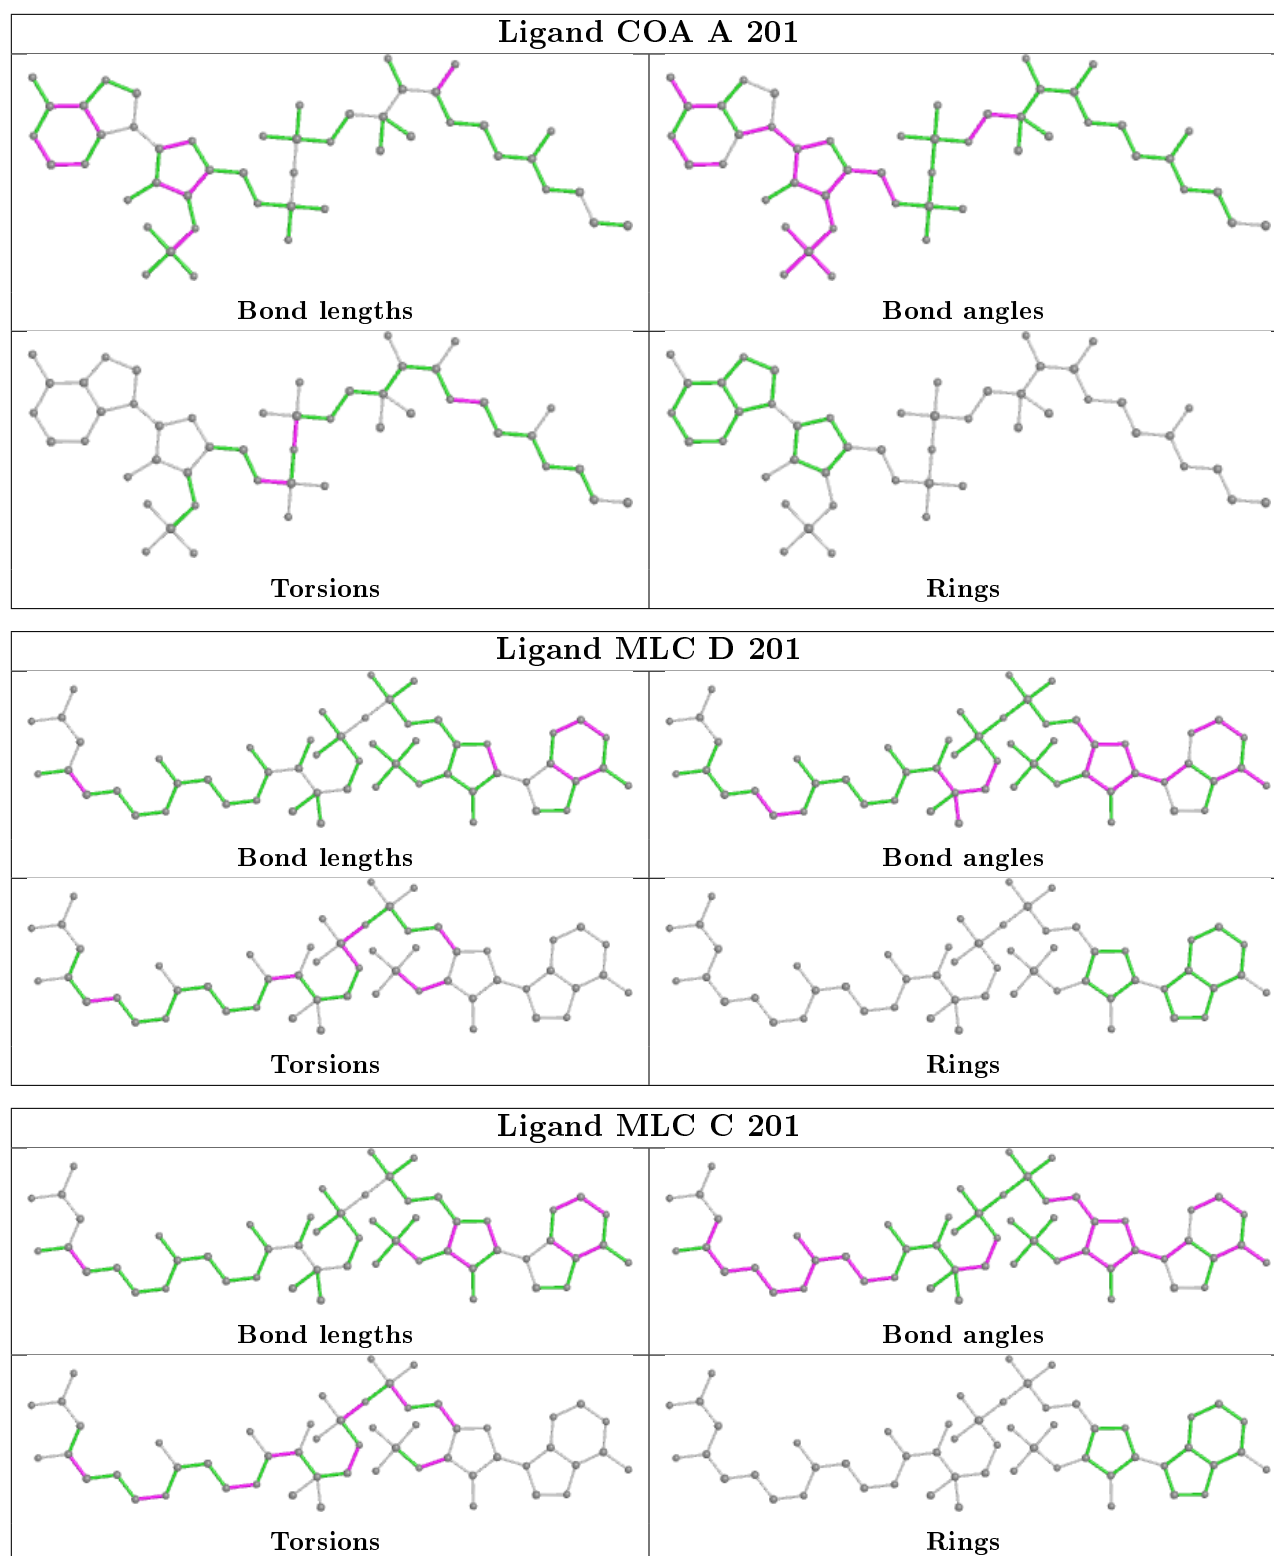 Ligand COA A 201
Bond lengths
Bond angles
Torsions
Rings
Ligand MLC D 201
Bond lengths
Bond angles
Torsions
Rings
Ligand MLC C 201
Bond lengths
Bond angles
Torsions
Rings